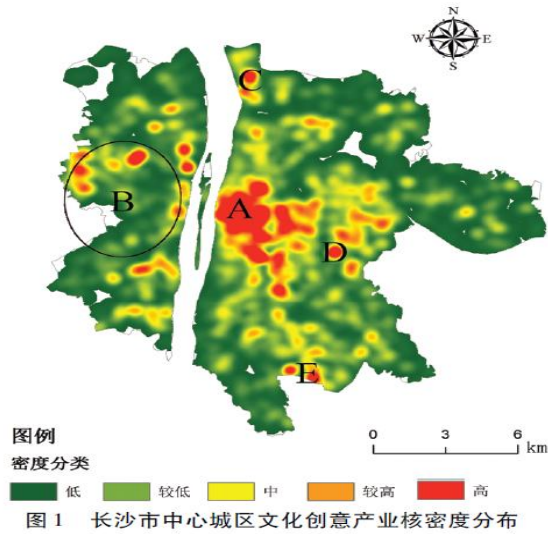 N
W E
S
C
B
A
D
E
图例
密度分类
0 3 6
km
低 较低 中 较高 高
图1 长沙市中心城区文化创意产业核密度分布